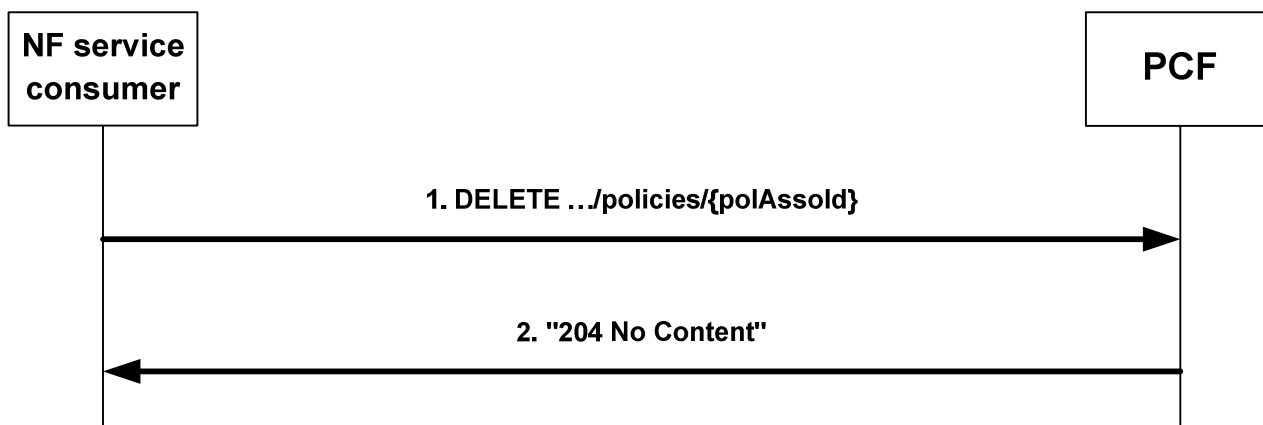 NF service
consumer
PCF
1. DELETE …/policies/{polAssoId}
2. "204 No Content"